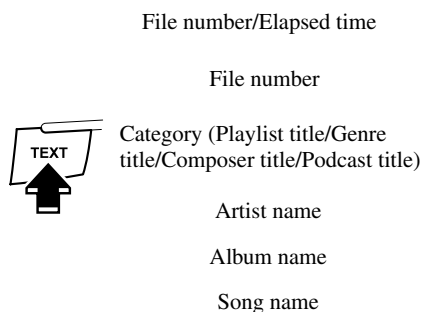 File number/Elapsed time
File number
TEXT
Category (Playlist title/Genre
title/Composer title/Podcast title)
Artist name
Album name
Song name